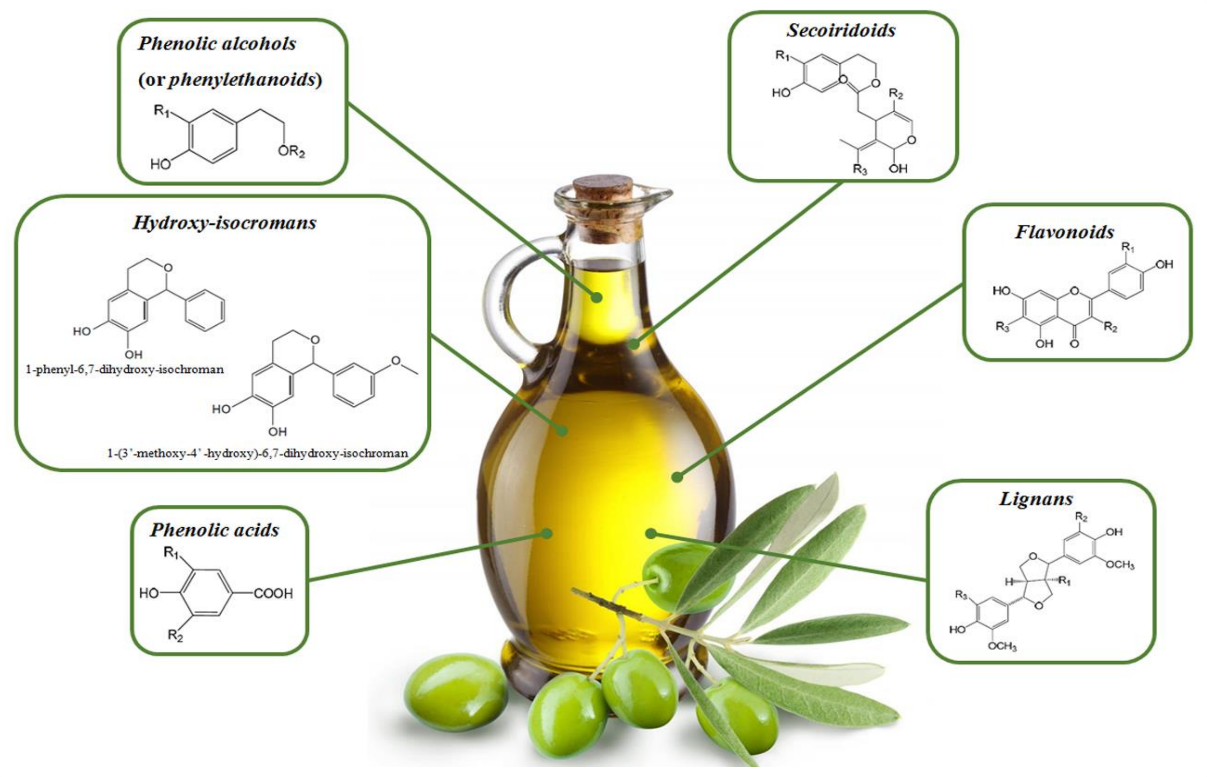 Phenolic alcohols
(or phenylethanoids)
R₁
HO
OR₂
Secoiridoids
R₁
HO
O
O
R₂
O
R₃
OH
Hydroxy-isocromans
O
HO
OH
1-phenyl-6,7-dihydroxy-isochroman
O
O
HO
OH
1-(3'-methoxy-4'-hydroxy)-6,7-dihydroxy-isochroman
Flavonoids
R₁
OH
HO
O
R₃
R₂
OH
O
Phenolic acids
R₁
HO
COOH
R₂
Lignans
R₂
OH
O
OCH₃
H
R₁
R₃
O
HO
OCH₃